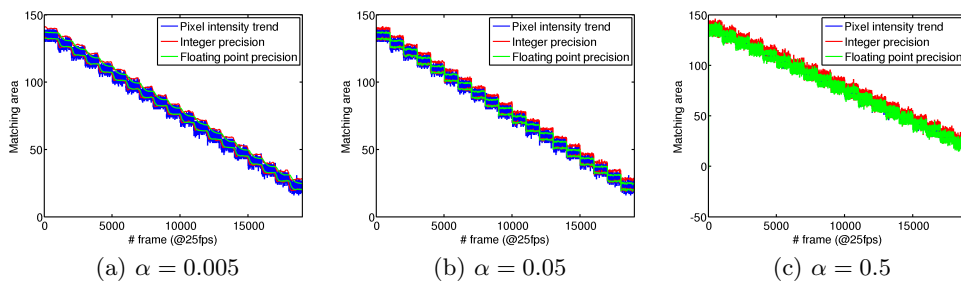 150
100
50
0
Matching area
0
5000
10000
15000
# frame (@25fps)
Pixel intensity trend
Integer precision
Floating point precision
(a) α = 0.005
150
100
50
0
Matching area
0
5000
10000
15000
# frame (@25fps)
Pixel intensity trend
Integer precision
Floating point precision
(b) α = 0.05
150
100
50
0
-50
Matching area
0
5000
10000
15000
# frame (@25fps)
Pixel intensity trend
Integer precision
Floating point precision
(c) α = 0.5